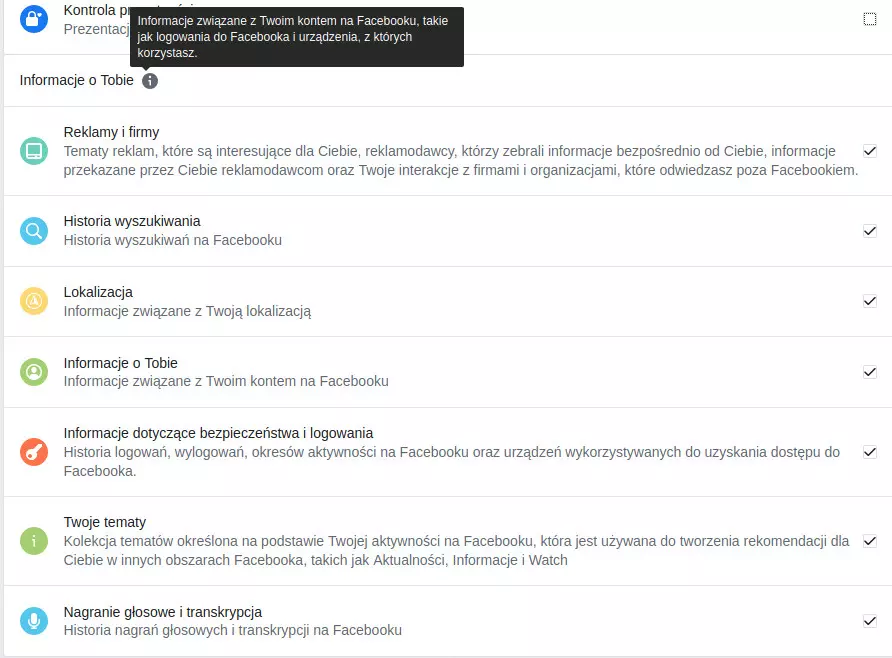 Kontrola
Prezentacj
Informacje związane z Twoim kontem na Facebooku, takie
jak logowania do Facebooka i urządzenia, z których
korzystasz.
Informacje o Tobie
Reklamy i firmy
Tematy reklam, które są interesujące dla Ciebie, reklamodawcy, którzy zebrali informacje bezpośrednio od Ciebie, informacje
przekazane przez Ciebie reklamodawcom oraz Twoje interakcje z firmami i organizacjami, które odwiedzasz poza Facebookiem.
Historia wyszukiwania
Historia wyszukiwań na Facebooku
Lokalizacja
Informacje związane z Twoją lokalizacją
Informacje o Tobie
Informacje związane z Twoim kontem na Facebooku
Informacje dotyczące bezpieczeństwa i logowania
Historia logowań, wylogowań, okresów aktywności na Facebooku oraz urządzeń wykorzystywanych do uzyskania dostępu do
Facebooka.
Twoje tematy
Kolekcja tematów określona na podstawie Twojej aktywności na Facebooku, która jest używana do tworzenia rekomendacji dla
Ciebie w innych obszarach Facebooka, takich jak Aktualności, Informacje i Watch
Nagranie głosowe i transkrypcja
Historia nagrań głosowych i transkrypcji na Facebooku